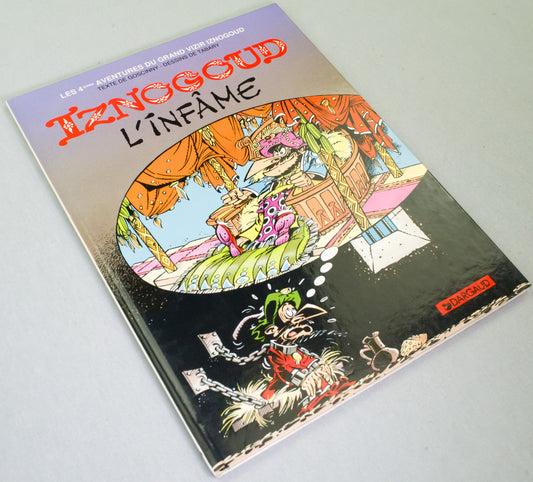 LES 4èmes AVENTURES DU GRAND VIZIR IZNOGOUD
TEXTE DE GOSCINNY - DESSINS DE TABARY
IZNOGOUD
L'INFÂME
DARGAUD